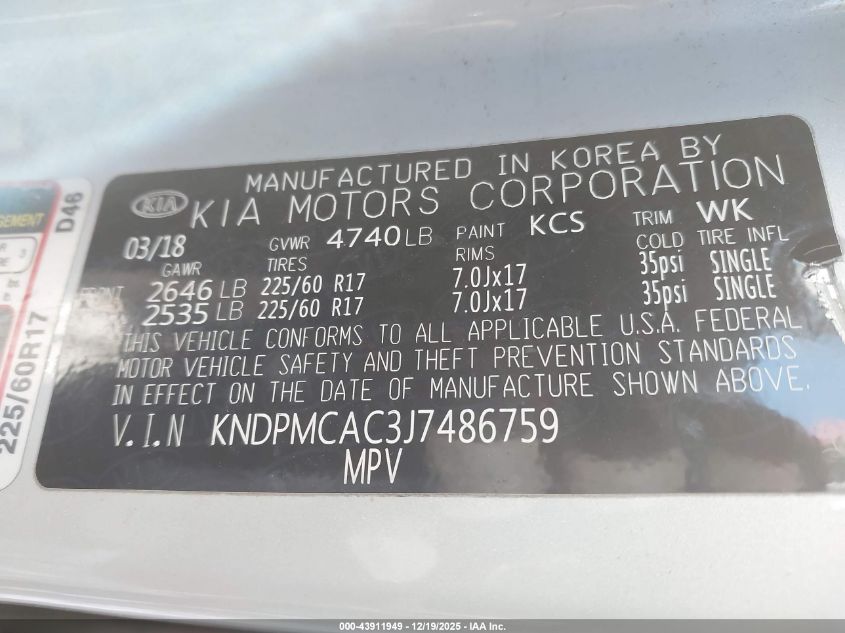 MANUFACTURED IN KOREA BY
KIA KIA MOTORS CORPORATION
03/18 GVWR 4740 LB PAINT KCS TRIM WK
GAWR TIRES RIMS COLD TIRE INFL
2646 LB 225/60 R17 7.0Jx17 35psi SINGLE
2535 LB 225/60 R17 7.0Jx17 35psi SINGLE
THIS VEHICLE CONFORMS TO ALL APPLICABLE U.S.A. FEDERAL
MOTOR VEHICLE SAFETY AND THEFT PREVENTION STANDARDS
IN EFFECT ON THE DATE OF MANUFACTURE SHOWN ABOVE.
V.I.N KNDPMCAC3J7486759
MPV
D46
225/60R17
000-43911949 - 12/19/2025 - IAA Inc.